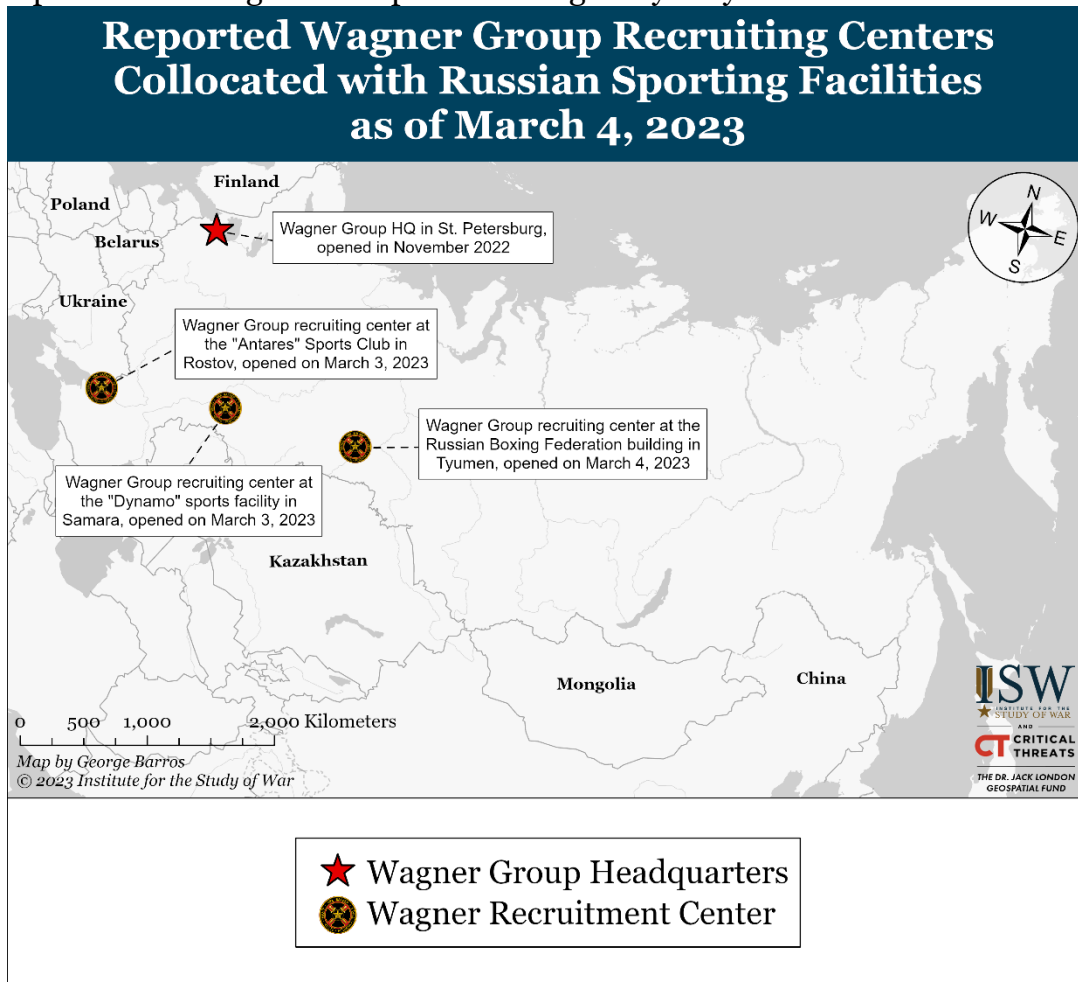 Reported Wagner Group Recruiting Centers
Collocated with Russian Sporting Facilities
as of March 4, 2023
Finland
Poland
Belarus
Ukraine
Wagner Group HQ in St. Petersburg,
opened in November 2022
N
W
E
S
Wagner Group recruiting center at
the "Antares" Sports Club in
Rostov, opened on March 3, 2023
Wagner Group recruiting center at the
Russian Boxing Federation building in
Tyumen, opened on March 4, 2023
Wagner Group recruiting center at
the "Dynamo" sports facility in
Samara, opened on March 3, 2023
Kazakhstan
Mongolia
China
0 500 1,000 2,000 Kilometers
Map by George Barros
© 2023 Institute for the Study of War
ISW
INSTITUTE FOR THE
STUDY OF WAR
AND
CT CRITICAL
THREATS
THE DR. JACK LONDON
GEOSPATIAL FUND
Wagner Group Headquarters
Wagner Recruitment Center